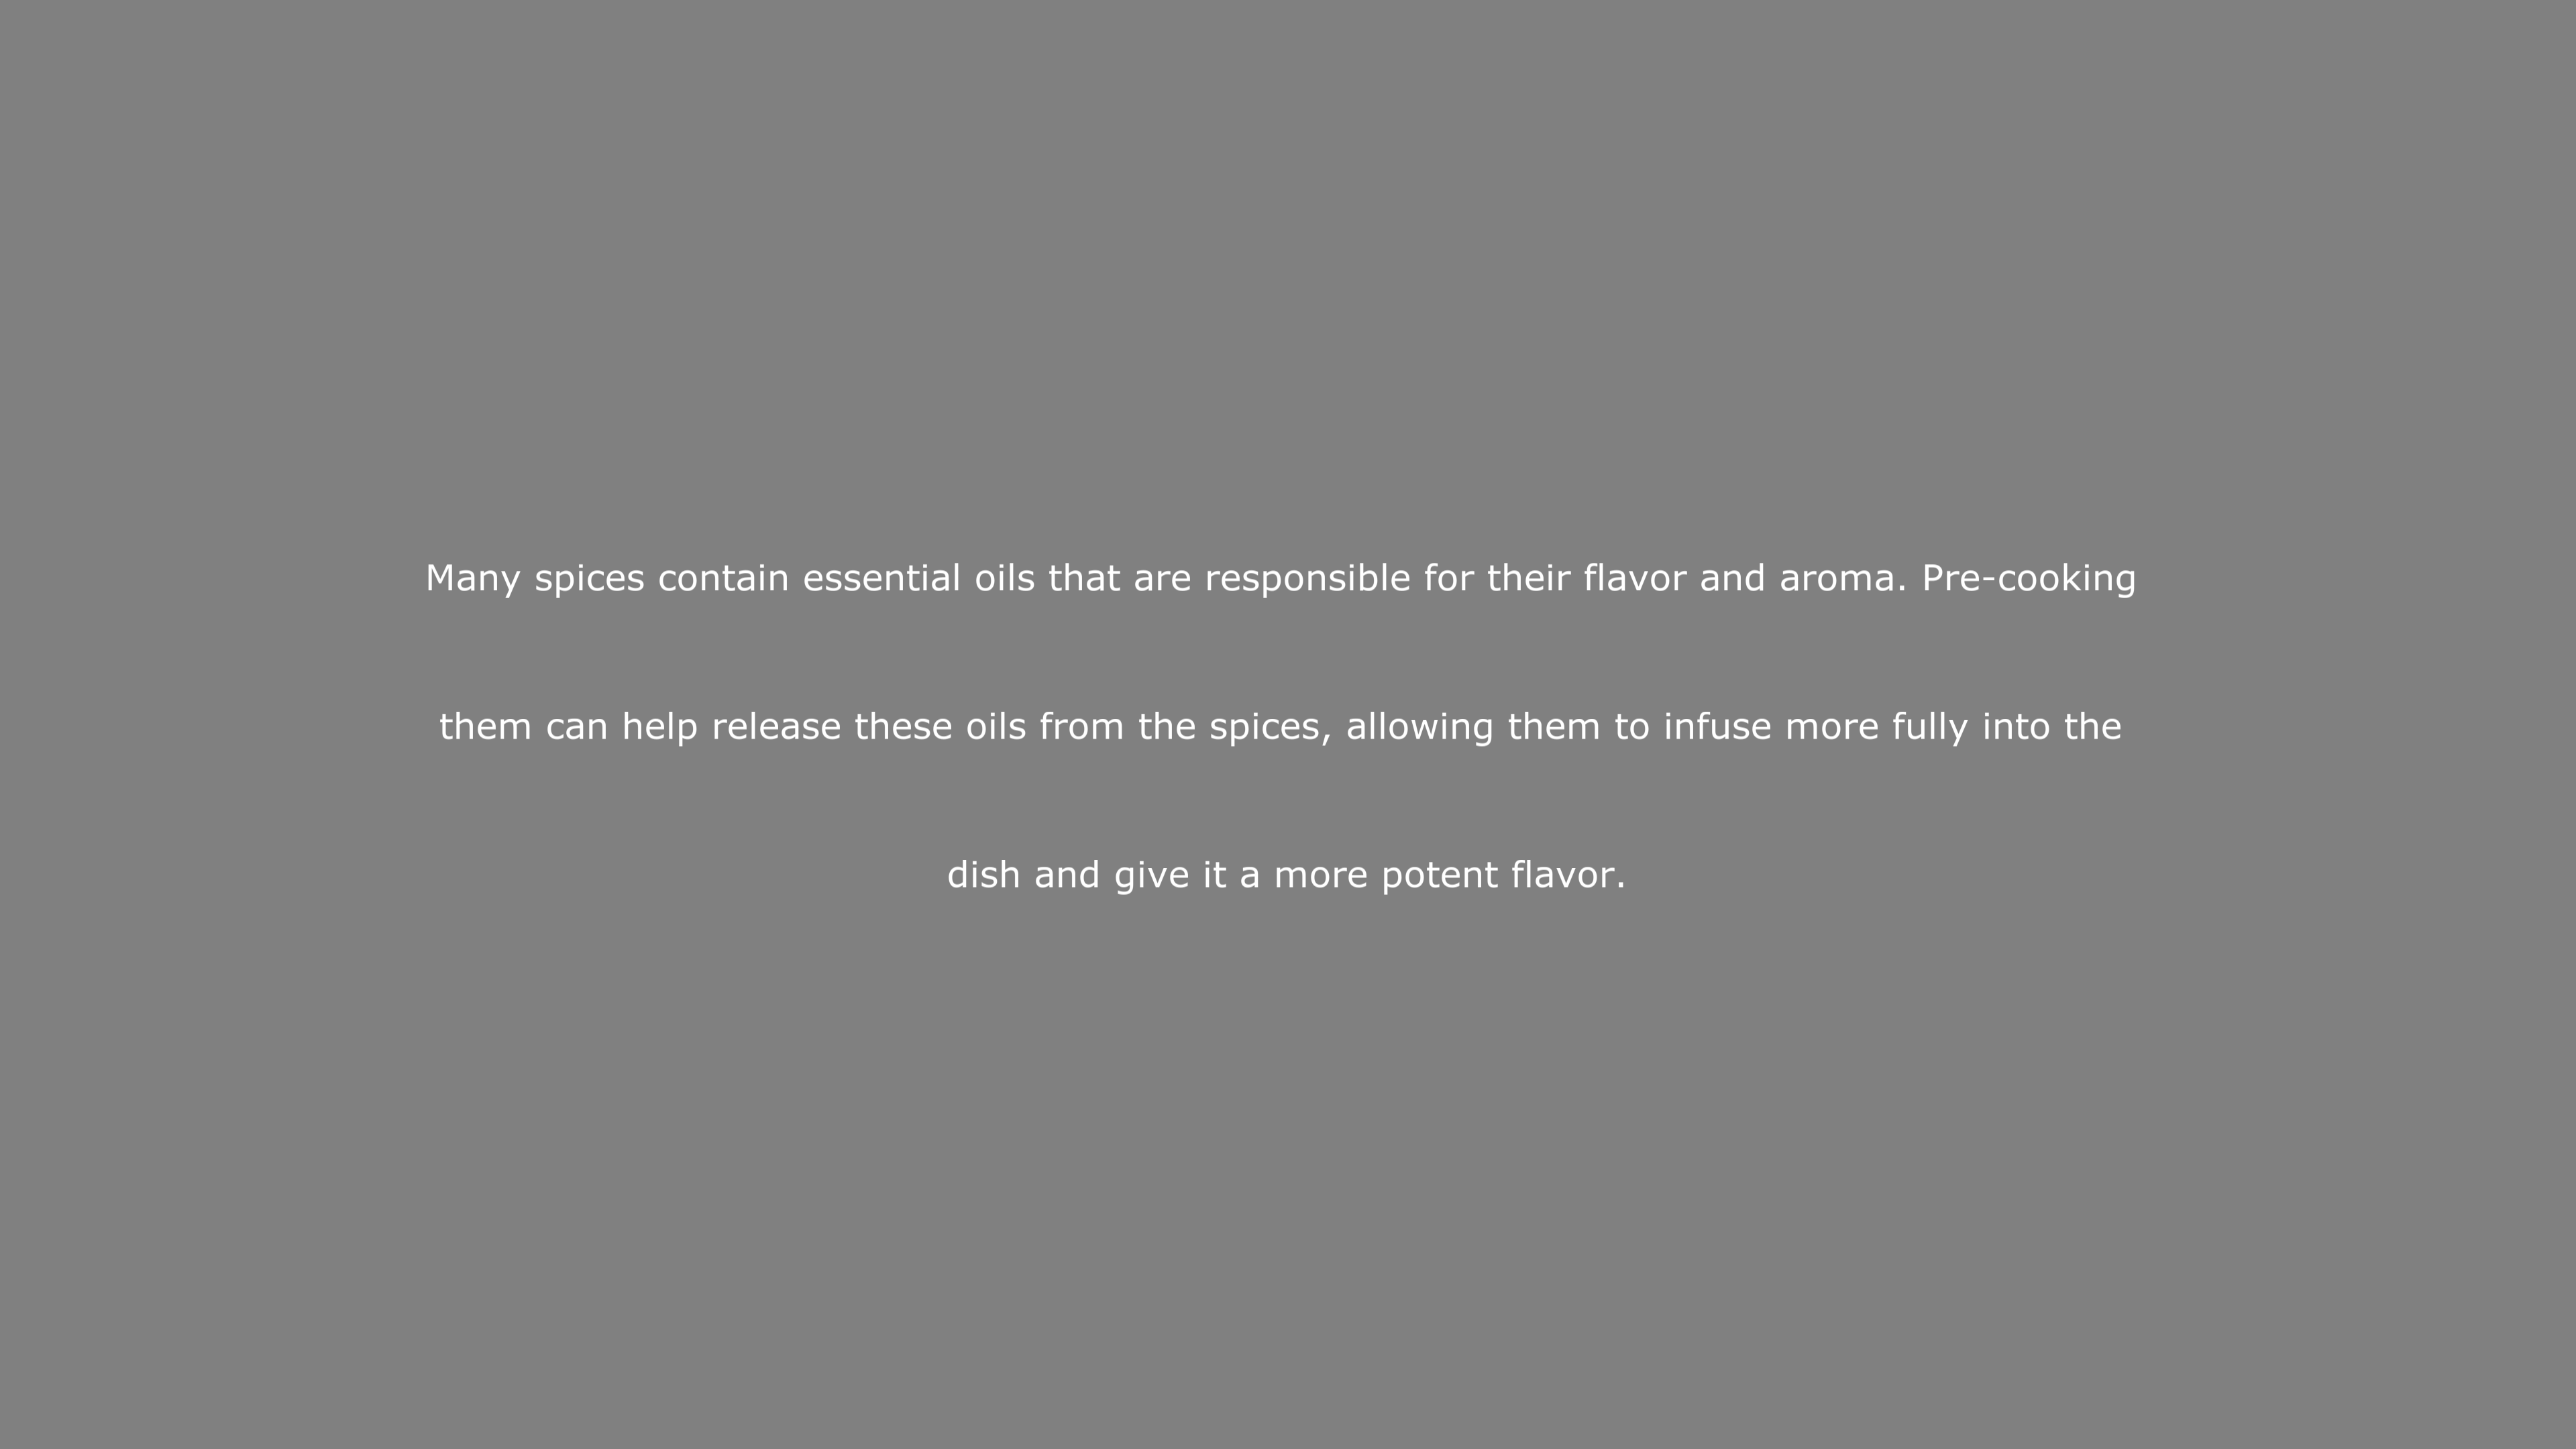 Many spices contain essential oils that are responsible for their flavor and aroma. Pre-cooking
them can help release these oils from the spices, allowing them to infuse more fully into the
dish and give it a more potent flavor.